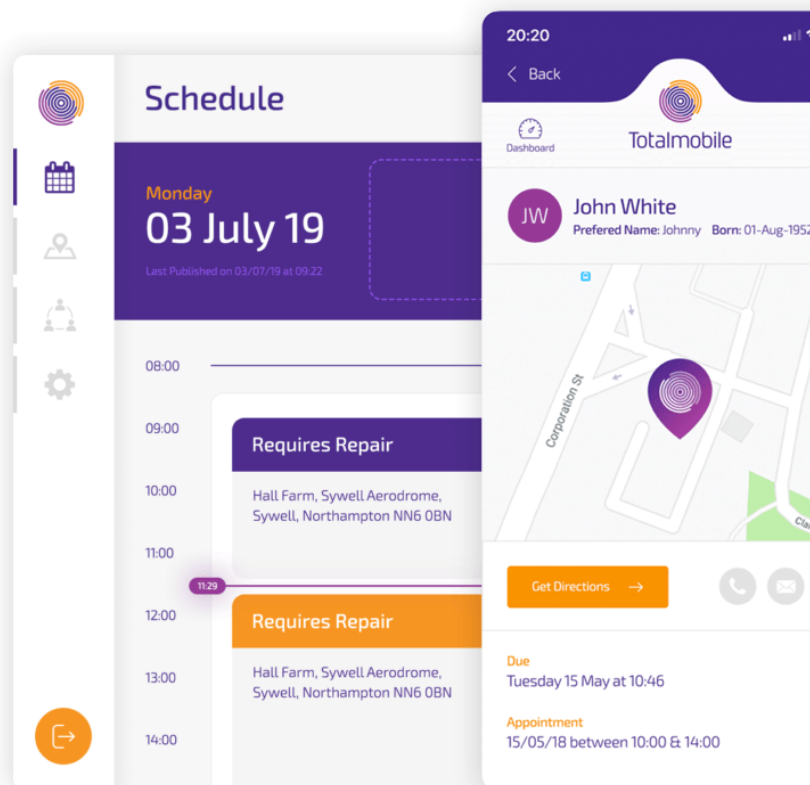 Schedule
Monday
03 July 19
Last Published on 03/07/19 at 09:22
08:00
09:00
Requires Repair
10:00
Hall Farm, Sywell Aerodrome,
Sywell, Northampton NN6 0BN
11:00
11:29
12:00
Requires Repair
13:00
Hall Farm, Sywell Aerodrome,
Sywell, Northampton NN6 0BN
14:00
20:20
Back
Dashboard
Totalmobile
JW
John White
Prefered Name: Johnny Born: 01-Aug-1952
Corporation St
Get Directions
Due
Tuesday 15 May at 10:46
Appointment
15/05/18 between 10:00 & 14:00